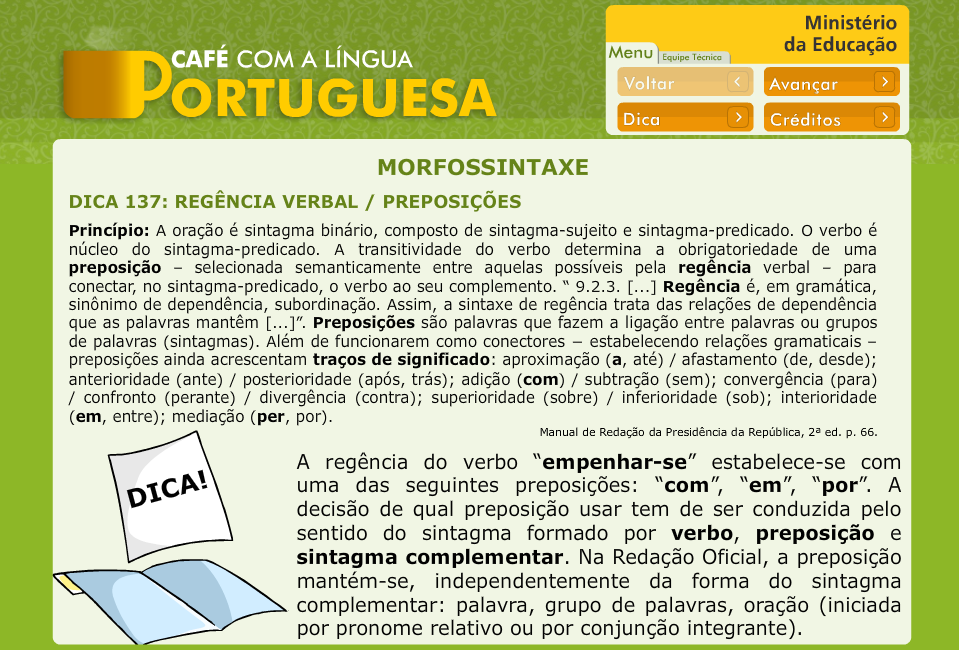 CAFÉ COM A LÍNGUA
PORTUGUESA
Ministério
da Educação
Menu
Equipe Técnica
Voltar
Avançar
Dica
Créditos
MORFOSSINTAXE
DICA 137: REGÊNCIA VERBAL / PREPOSIÇÕES
Princípio: A oração é sintagma binário, composto de sintagma-sujeito e sintagma-predicado. O verbo é
núcleo do sintagma-predicado. A transitividade do verbo determina a obrigatoriedade de uma
preposição – selecionada semanticamente entre aquelas possíveis pela regência verbal – para
conectar, no sintagma-predicado, o verbo ao seu complemento. “ 9.2.3. [...] Regência é, em gramática,
sinônimo de dependência, subordinação. Assim, a sintaxe de regência trata das relações de dependência
que as palavras mantêm [...]”. Preposições são palavras que fazem a ligação entre palavras ou grupos
de palavras (sintagmas). Além de funcionarem como conectores – estabelecendo relações gramaticais –
preposições ainda acrescentam traços de significado: aproximação (a, até) / afastamento (de, desde);
anterioridade (ante) / posterioridade (após, trás); adição (com) / subtração (sem); convergência (para)
/ confronto (perante) / divergência (contra); superioridade (sobre) / inferioridade (sob); interioridade
(em, entre); mediação (per, por).
Manual de Redação da Presidência da República, 2ª ed. p. 66.
DICA!
A regência do verbo “empenhar-se” estabelece-se com
uma das seguintes preposições: “com”, “em”, “por”. A
decisão de qual preposição usar tem de ser conduzida pelo
sentido do sintagma formado por verbo, preposição e
sintagma complementar. Na Redação Oficial, a preposição
mantém-se, independentemente da forma do sintagma
complementar: palavra, grupo de palavras, oração (iniciada
por pronome relativo ou por conjunção integrante).